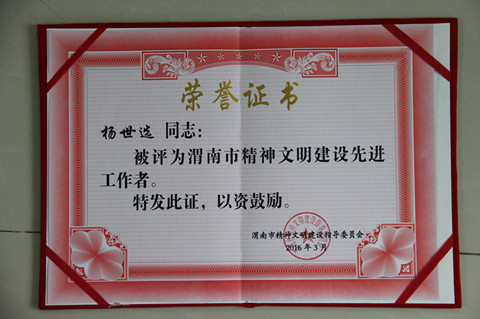 荣誉证书
杨世选 同志：
被评为渭南市精神文明建设先进
工作者。
特发此证，以资鼓励。
渭南市精神文明建设指导委员会
2016年3月